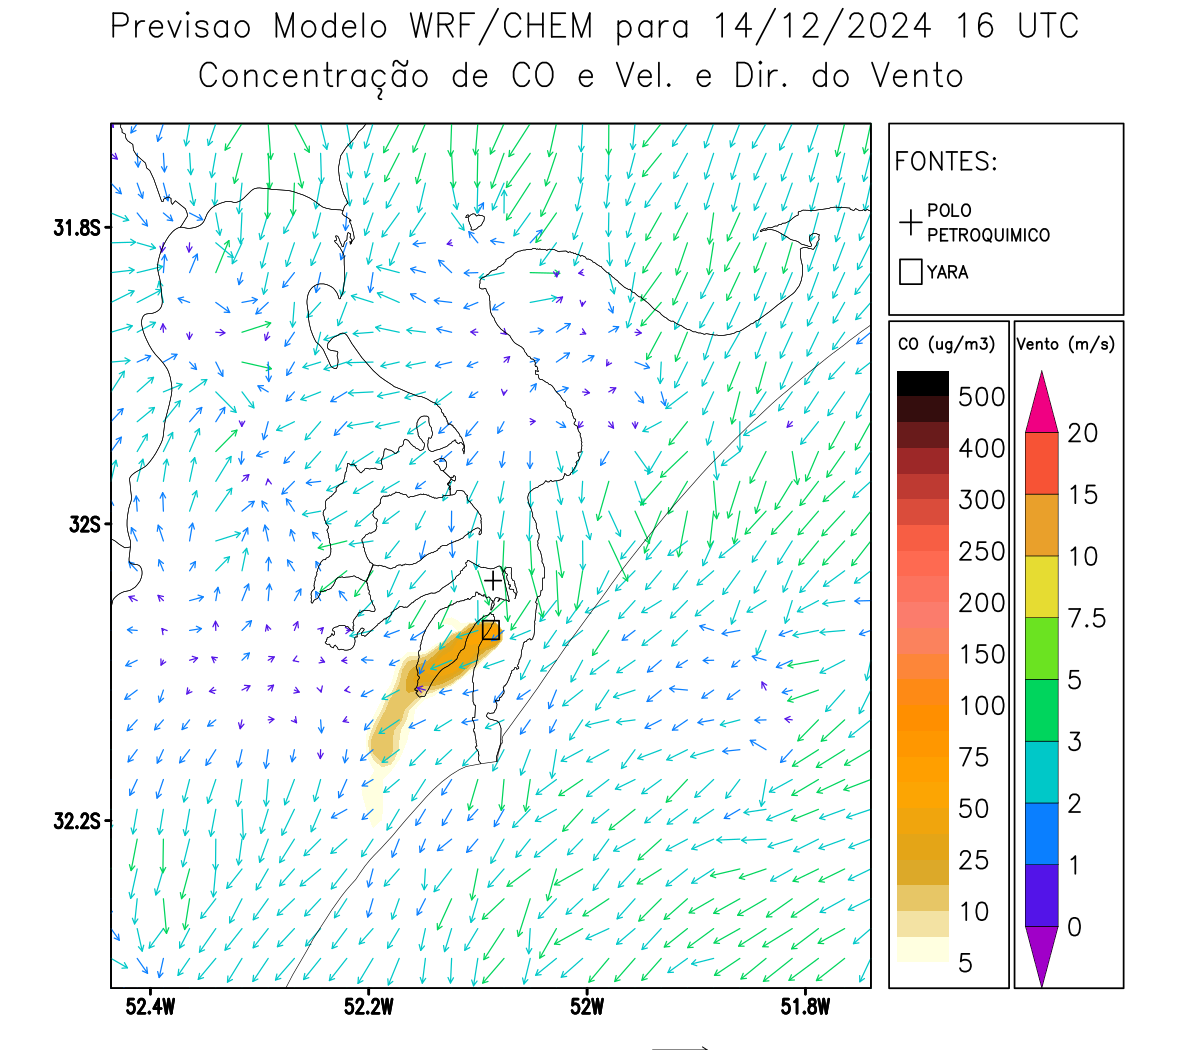 Previsao Modelo WRF/CHEM para 14/12/2024 16 UTC
Concentração de CO e Vel. e Dir. do Vento
FONTES:
POLO
PETROQUIMICO
YARA
31.8S
32S
32.2S
52.4W
52.2W
52W
51.8W
CO (ug/m3)
500
400
300
250
200
150
100
75
50
25
10
5
Vento (m/s)
20
15
10
7.5
5
3
2
1
0